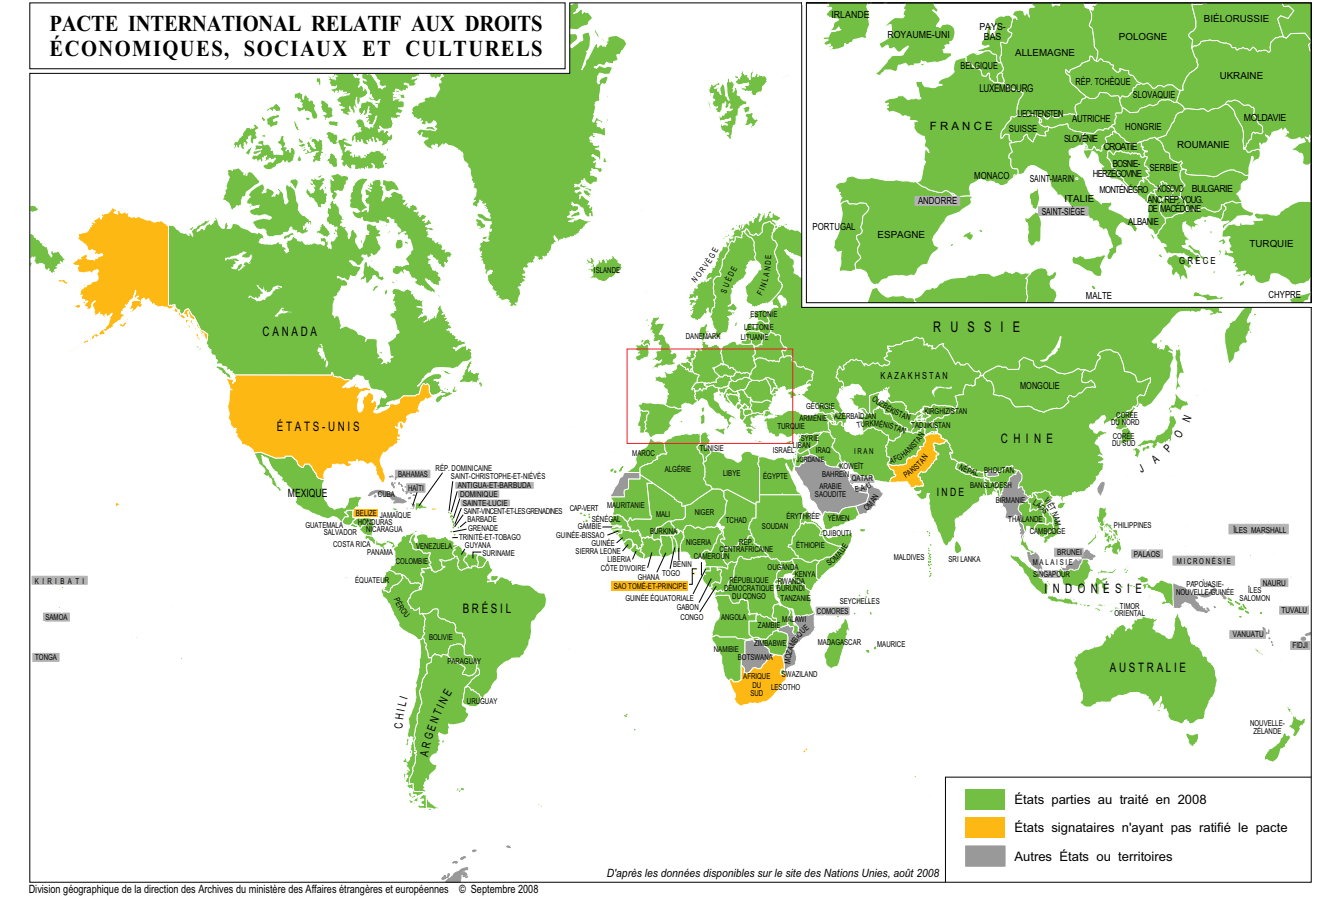 PACTE INTERNATIONAL RELATIF AUX DROITS
ÉCONOMIQUES, SOCIAUX ET CULTURELS
IRLANDE
ROYAUME-UNI
PAYS-
BAS
BIÉLORUSSIE
POLOGNE
ALLEMAGNE
BELGIQUE
UKRAINE
RÉP. TCHÈQUE
LUXEMBOURG
SLOVAQUIE
LIECHTENSTEIN
AUTRICHE
MOLDAVIE
FRANCE
SUISSE
HONGRIE
SLOVÉNIE
CROATIE
ROUMANIE
BOSNIE-
HERZÉGOVINE
SERBIE
MONACO
SAINT-MARIN
MONTÉNÉGRO
KOSOVO
BULGARIE
ANDORRE
ITALIE
ANC. RÉP. YOUG.
DE MACÉDOINE
SAINT-SIÈGE
ALBANIE
PORTUGAL
ESPAGNE
TURQUIE
GRÈCE
MALTE
CHYPRE
ISLANDE
NORVÈGE
SUÈDE
FINLANDE
ESTONIE
LETTONIE
LITUANIE
DANEMARK
RUSSIE
CANADA
KAZAKHSTAN
MONGOLIE
ÉTATS-UNIS
GÉORGIE
ARMÉNIE
AZERBAÏDJAN
OUZBÉKISTAN
TURKMÉNISTAN
KIRGHIZISTAN
TADJIKISTAN
CORÉE
DU NORD
CORÉE
DU SUD
JAPON
CHINE
TURQUIE
SYRIE
LIBAN
ISRAËL
IRAQ
JORDANIE
IRAN
AFGHANISTAN
PAKISTAN
KOWEÏT
BAHREÏN
QATAR
E.A.U
ARABIE
SAOUDITE
OMAN
YÉMEN
NÉPAL
BHOUTAN
BANGLADESH
INDE
BIRMANIE
LAOS
VIÊT NAM
THAÏLANDE
CAMBODGE
PHILIPPINES
MALDIVES
SRI LANKA
BRUNEI
MALAISIE
SINGAPOUR
INDONÉSIE
PALAOS
MICRONÉSIE
ÎLES MARSHALL
NAURU
PAPOUASIE-
NOUVELLE-GUINÉE
ÎLES
SALOMON
TUVALU
TIMOR
ORIENTAL
VANUATU
FIDJI
AUSTRALIE
NOUVELLE-
ZÉLANDE
MAROC
TUNISIE
ALGÉRIE
LIBYE
ÉGYPTE
CAP-VERT
MAURITANIE
MALI
NIGER
TCHAD
SOUDAN
ÉRYTHRÉE
DJIBOUTI
SÉNÉGAL
GAMBIE
GUINÉE-BISSAO
GUINÉE
SIERRA LEONE
LIBERIA
CÔTE D'IVOIRE
BURKINA
GHANA
TOGO
BÉNIN
NIGERIA
CAMEROUN
RÉP.
CENTRAFRICAINE
ÉTHIOPIE
SOMALIE
SAO TOMÉ-ET-PRINCIPE
GUINÉE ÉQUATORIALE
GABON
CONGO
RÉPUBLIQUE
DÉMOCRATIQUE
DU CONGO
OUGANDA
KENYA
RWANDA
BURUNDI
TANZANIE
SEYCHELLES
COMORES
ANGOLA
ZAMBIE
MALAWI
MOZAMBIQUE
ZIMBABWE
MADAGASCAR
MAURICE
NAMIBIE
BOTSWANA
AFRIQUE
DU
SUD
SWAZILAND
LESOTHO
MEXIQUE
BAHAMAS
CUBA
HAÏTI
RÉP. DOMINICAINE
SAINT-CHRISTOPHE-ET-NIÉVÈS
ANTIGUA-ET-BARBUDA
DOMINIQUE
SAINTE-LUCIE
SAINT-VINCENT-ET-LES GRENADINES
BARBADE
GRENADE
TRINITÉ-ET-TOBAGO
GUYANA
SURINAME
BELIZE
JAMAÏQUE
HONDURAS
NICARAGUA
GUATEMALA
SALVADOR
COSTA RICA
PANAMA
VENEZUELA
COLOMBIE
ÉQUATEUR
PÉROU
BRÉSIL
BOLIVIE
PARAGUAY
CHILI
ARGENTINE
URUGUAY
KIRIBATI
SAMOA
TONGA
États parties au traité en 2008
États signataires n'ayant pas ratifié le pacte
Autres États ou territoires
D'après les données disponibles sur le site des Nations Unies, août 2008
Division géographique de la direction des Archives du ministère des Affaires étrangères et européennes © Septembre 2008